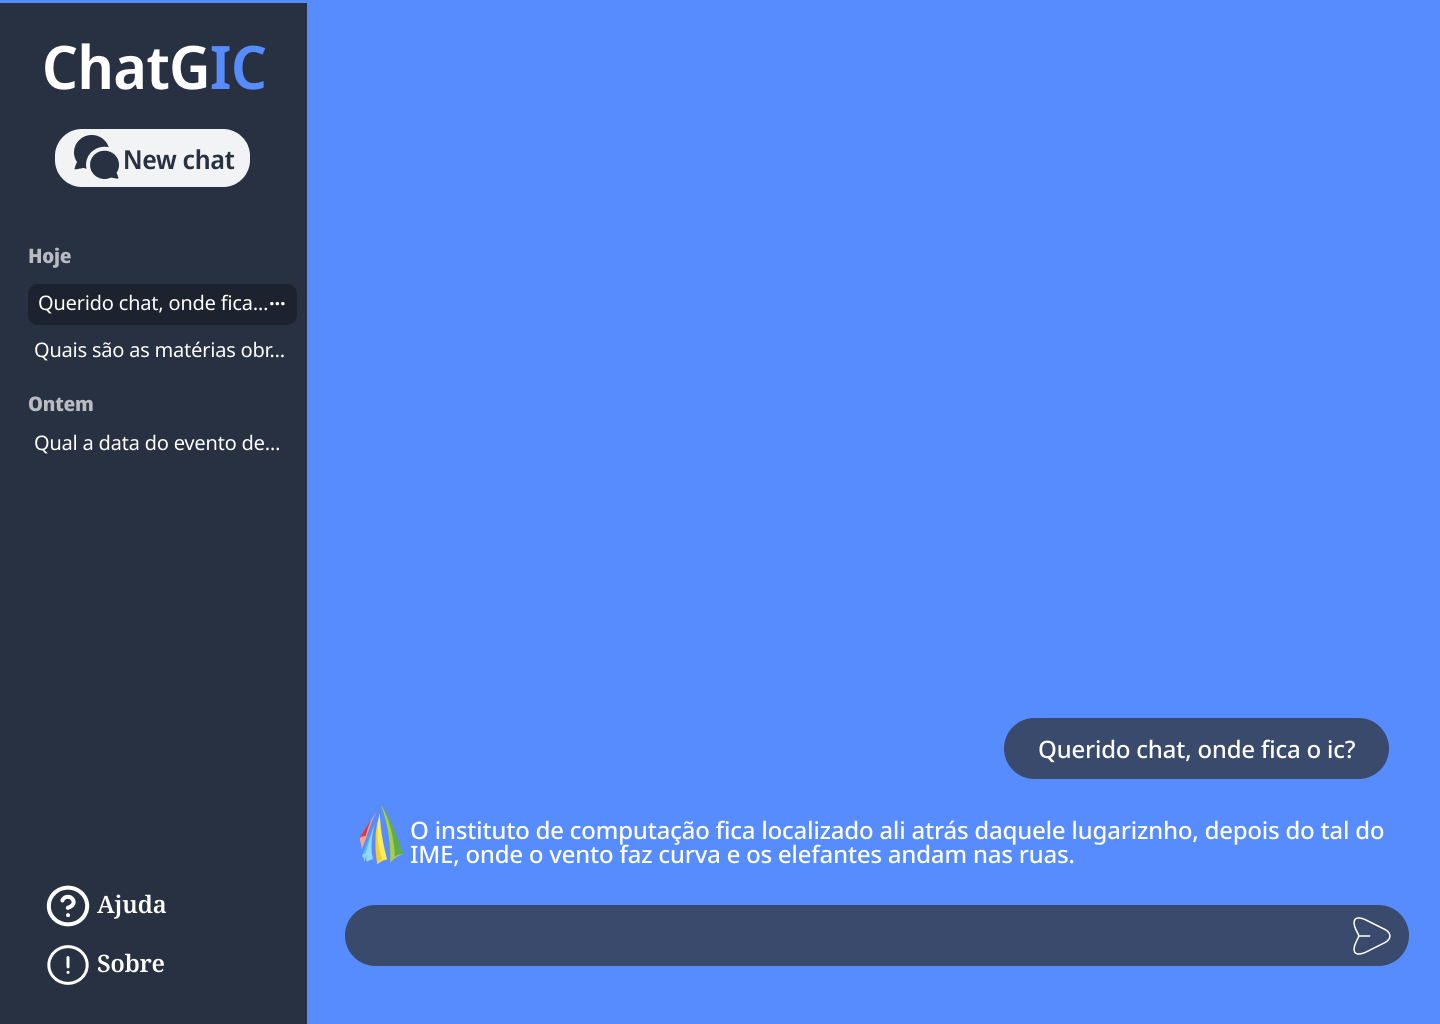 ChatGIC
New chat
Hoje
Querido chat, onde fica...
Quais são as matérias obr...
Ontem
Qual a data do evento de...
Querido chat, onde fica o ic?
O instituto de computação fica localizado ali atrás daquele lugariznho, depois do tal do
IME, onde o vento faz curva e os elefantes andam nas ruas.
Ajuda
Sobre